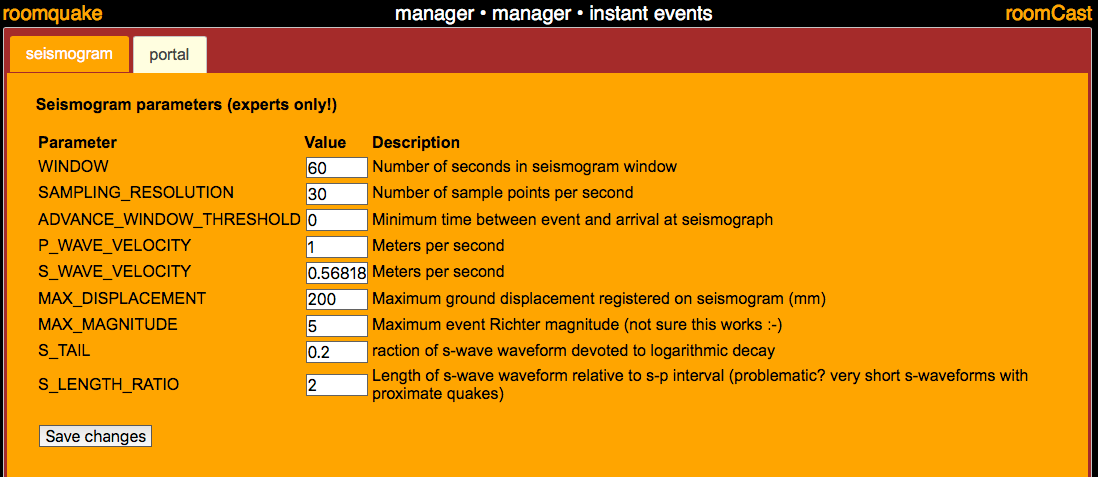 roomquake manager • manager • instant events roomCast
seismogram portal
Seismogram parameters (experts only!)
Parameter Value Description
WINDOW 60 Number of seconds in seismogram window
SAMPLING_RESOLUTION 30 Number of sample points per second
ADVANCE_WINDOW_THRESHOLD 0 Minimum time between event and arrival at seismograph
P_WAVE_VELOCITY 1 Meters per second
S_WAVE_VELOCITY 0.56818 Meters per second
MAX_DISPLACEMENT 200 Maximum ground displacement registered on seismogram (mm)
MAX_MAGNITUDE 5 Maximum event Richter magnitude (not sure this works :-)
S_TAIL 0.2 raction of s-wave waveform devoted to logarithmic decay
S_LENGTH_RATIO 2 Length of s-wave waveform relative to s-p interval (problematic? very short s-waveforms with
proximate quakes)
Save changes